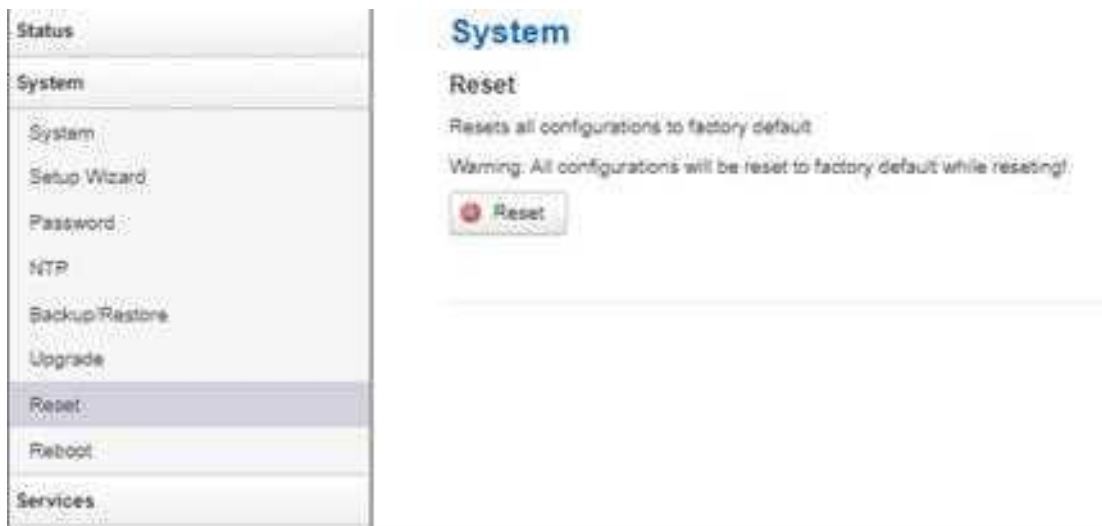 Status
System
System
Setup Wizard
Password
NTP
Backup/Restore
Upgrade
Reset
Reboot
Services
System
Reset
Resets all configurations to factory default
Warning: All configurations will be reset to factory default while reseting!
Reset